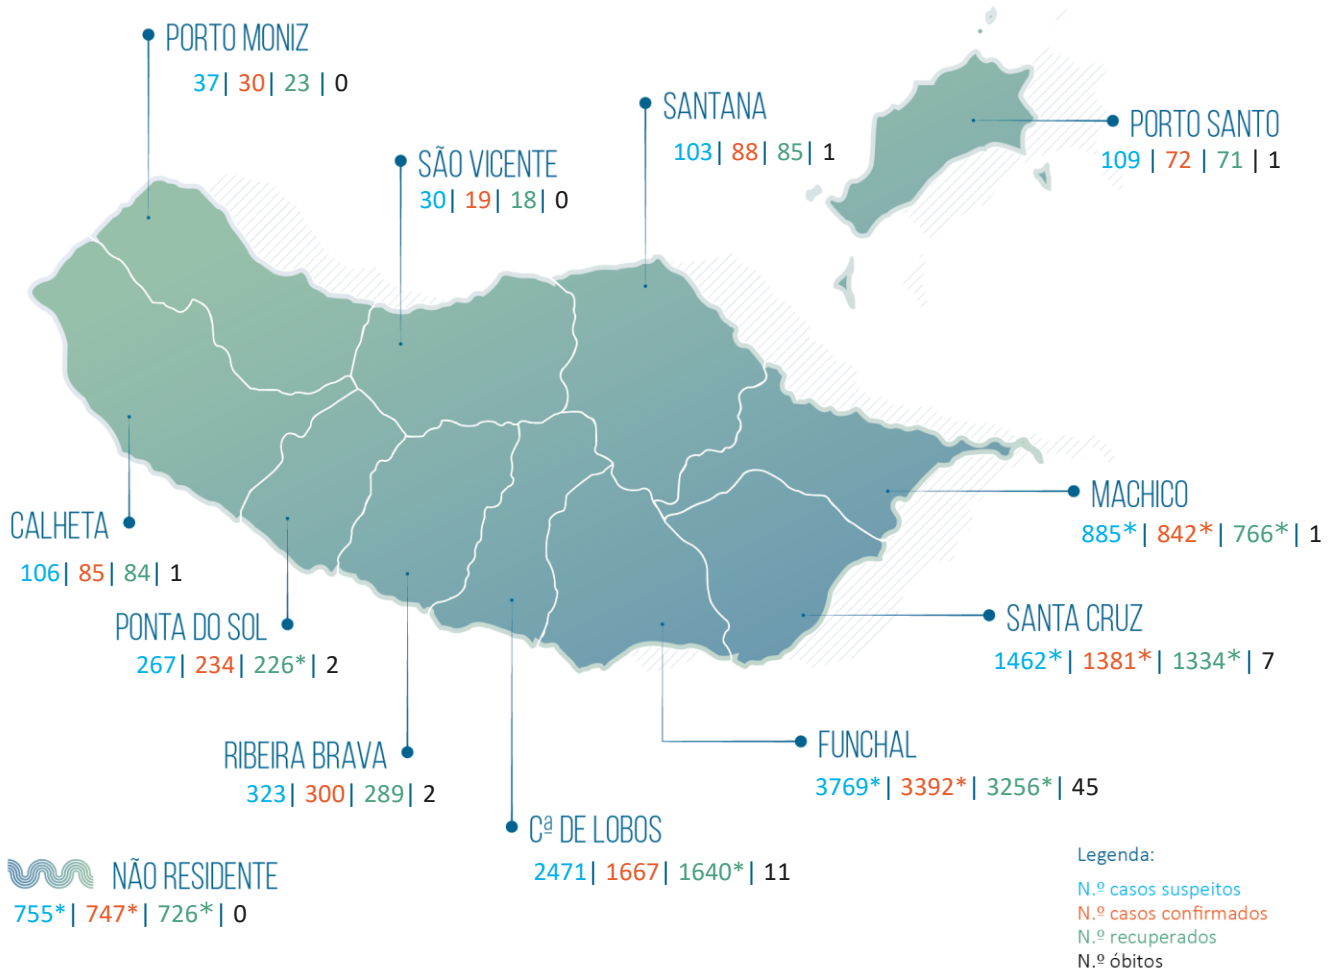 PORTO MONIZ
37| 30| 23 | 0
SANTANA
103| 88| 85| 1
PORTO SANTO
109 | 72 | 71 | 1
SÃO VICENTE
30| 19| 18| 0
MACHICO
885*| 842*| 766*| 1
CALHETA
106| 85| 84| 1
PONTA DO SOL
267| 234| 226*| 2
SANTA CRUZ
1462*| 1381*| 1334*| 7
RIBEIRA BRAVA
323| 300| 289| 2
FUNCHAL
3769*| 3392*| 3256*| 45
Cª DE LOBOS
2471| 1667| 1640*| 11
NÃO RESIDENTE
755*| 747*| 726*| 0
Legenda:
N.º casos suspeitos
N.º casos confirmados
N.º recuperados
N.º óbitos